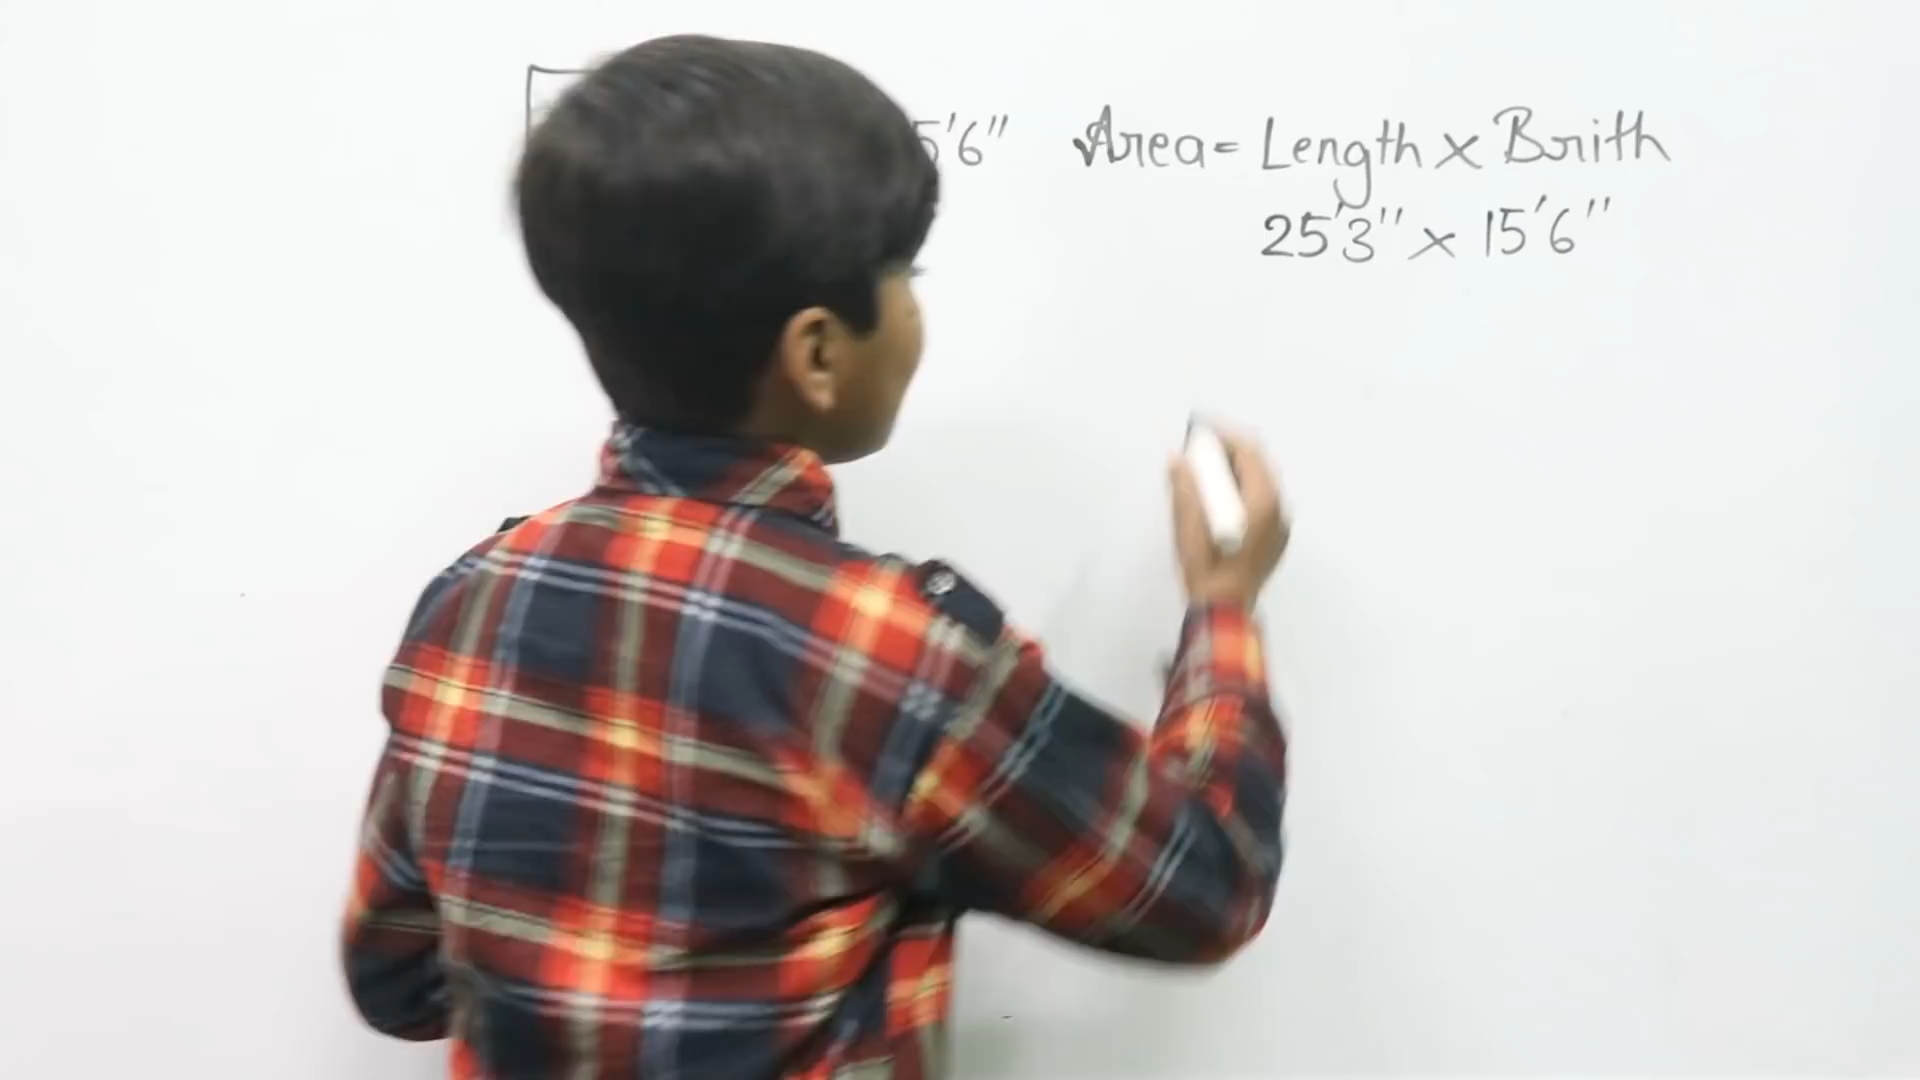 5'6"
Area = Length x Brith
25'3" x 15'6"